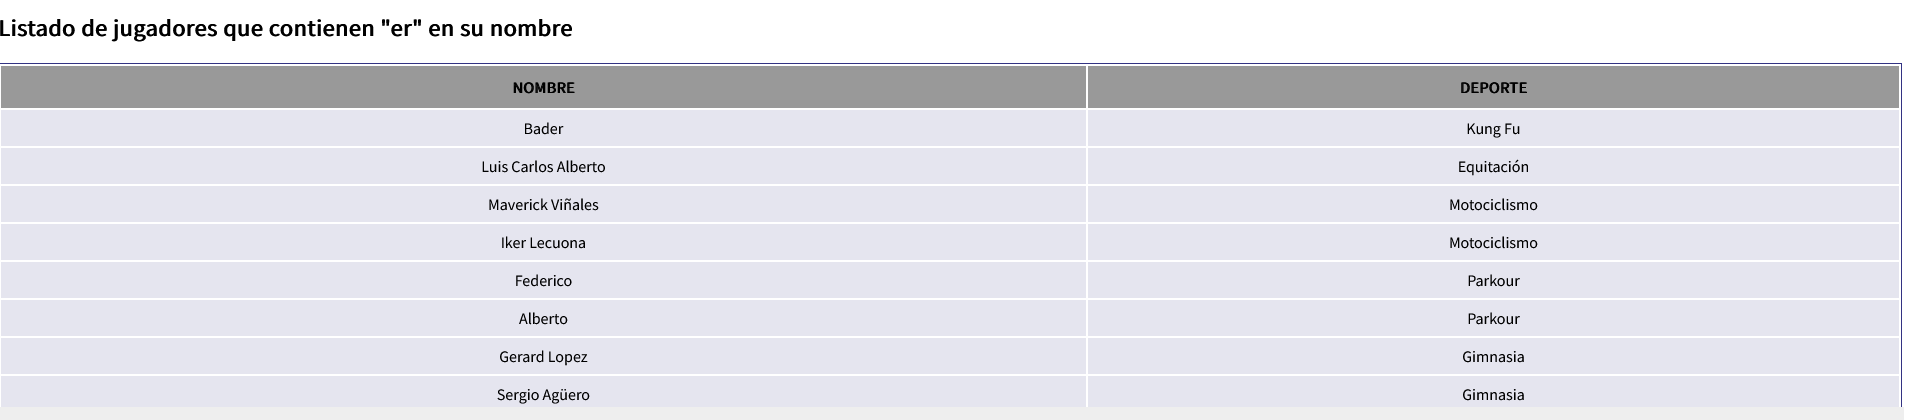 Listado de jugadores que contienen "er" en su nombre
NOMBRE DEPORTE
Bader Kung Fu
Luis Carlos Alberto Equitación
Maverick Viñales Motociclismo
Iker Lecuona Motociclismo
Federico Parkour
Alberto Parkour
Gerard Lopez Gimnasia
Sergio Agüero Gimnasia